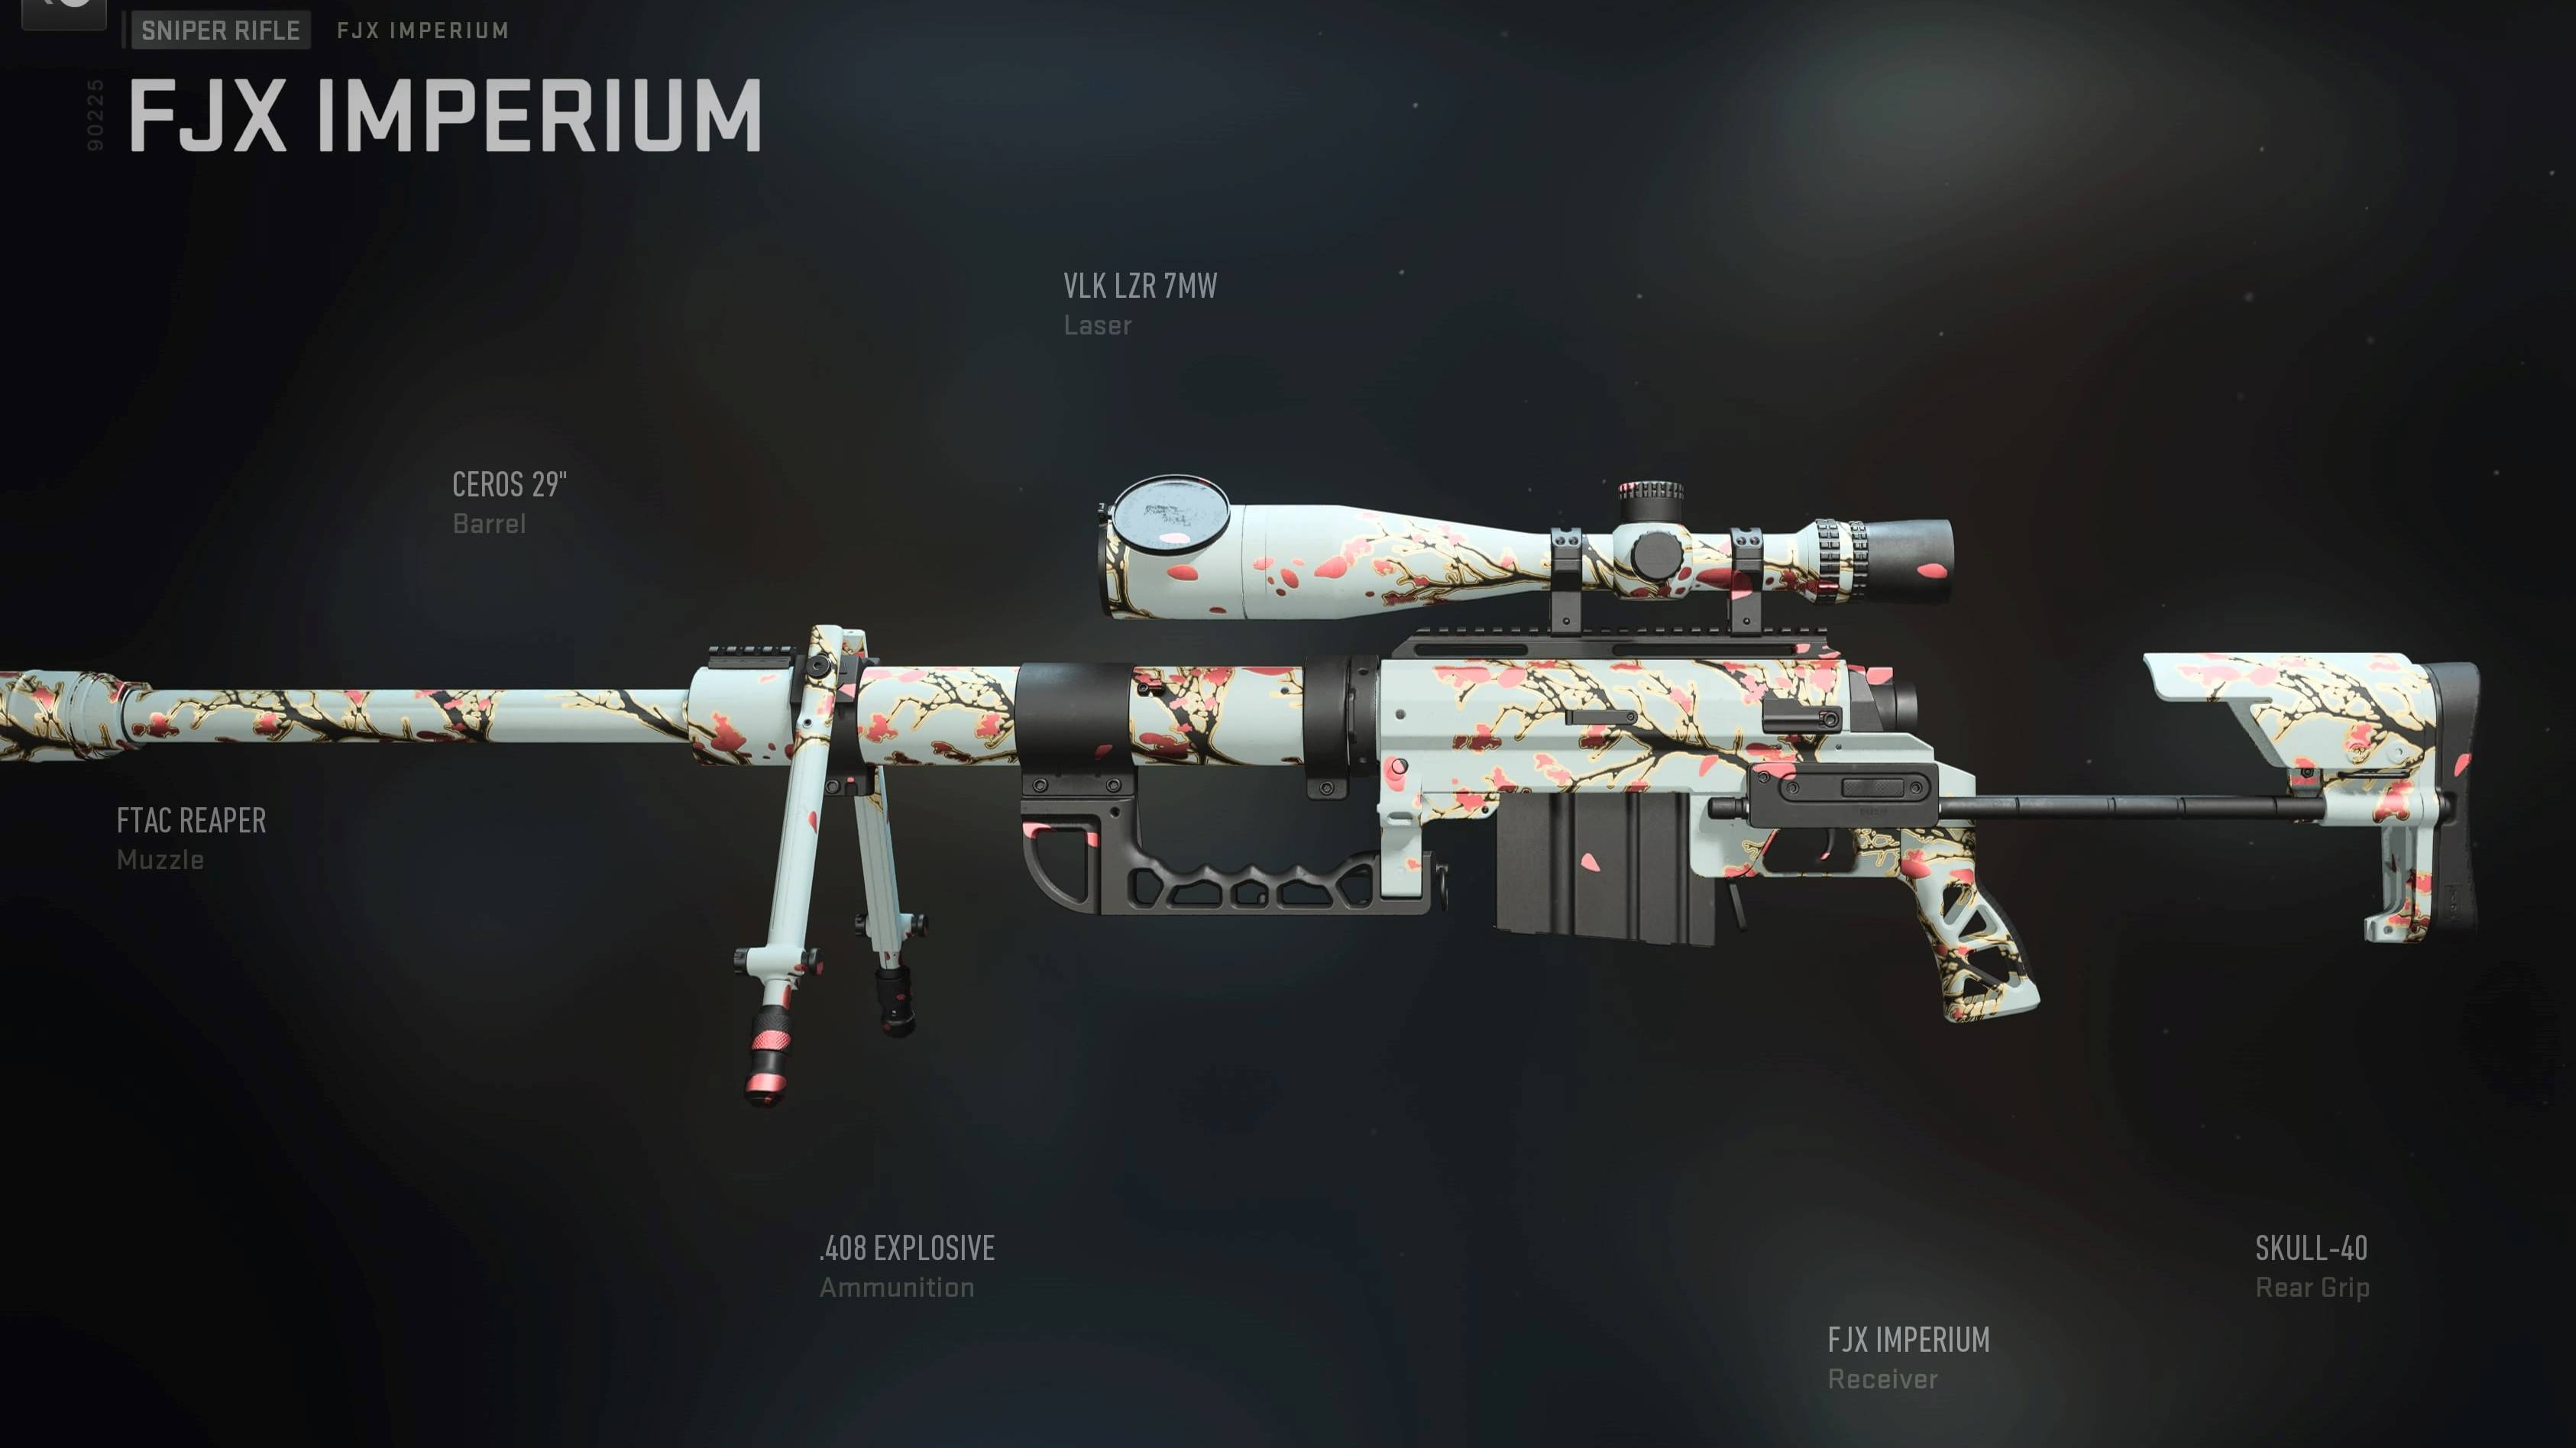 SNIPER RIFLE FJX IMPERIUM
90225
FJX IMPERIUM
VLK LZR 7MW
Laser
CEROS 29"
Barrel
FTAC REAPER
Muzzle
.408 EXPLOSIVE
Ammunition
SKULL-40
Rear Grip
FJX IMPERIUM
Receiver